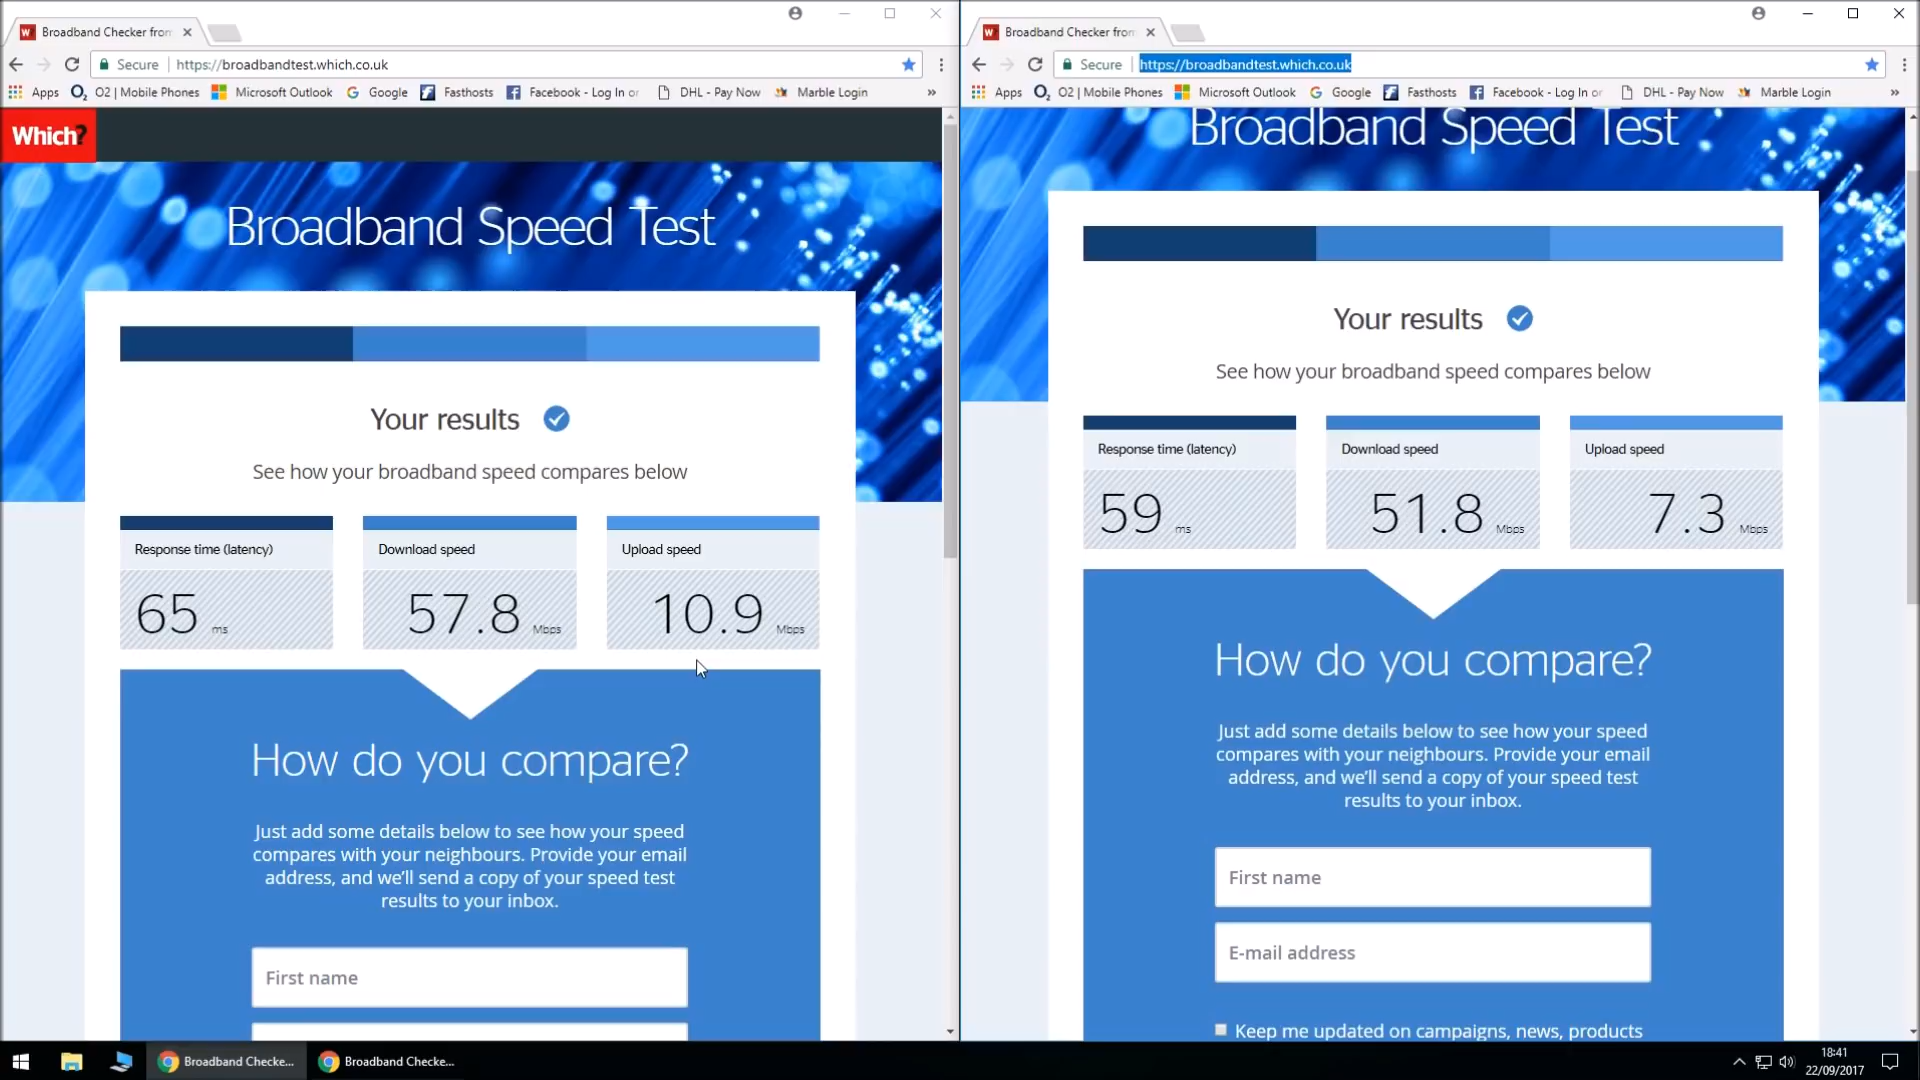 Broadband Checker from
Secure
https://broadbandtest.which.co.uk
Apps
O2 | Mobile Phones
Microsoft Outlook
Google
Fasthosts
Facebook - Log In or
DHL - Pay Now
Marble Login
»
Which?
Broadband Speed Test
Your results
See how your broadband speed compares below
Response time (latency)
Download speed
Upload speed
65 ms
57.8 Mbps
10.9 Mbps
How do you compare?
Just add some details below to see how your speed
compares with your neighbours. Provide your email
address, and we'll send a copy of your speed test
results to your inbox.
First name
Broadband Checker from
Secure
https://broadbandtest.which.co.uk
Apps
O2 | Mobile Phones
Microsoft Outlook
Google
Fasthosts
Facebook - Log In or
DHL - Pay Now
Marble Login
»
Broadband Speed Test
Your results
See how your broadband speed compares below
Response time (latency)
Download speed
Upload speed
59 ms
51.8 Mbps
7.3 Mbps
How do you compare?
Just add some details below to see how your speed
compares with your neighbours. Provide your email
address, and we'll send a copy of your speed test
results to your inbox.
First name
E-mail address
Keep me updated on campaigns, news, products
Broadband Checke...
Broadband Checke...
18:41
22/09/2017